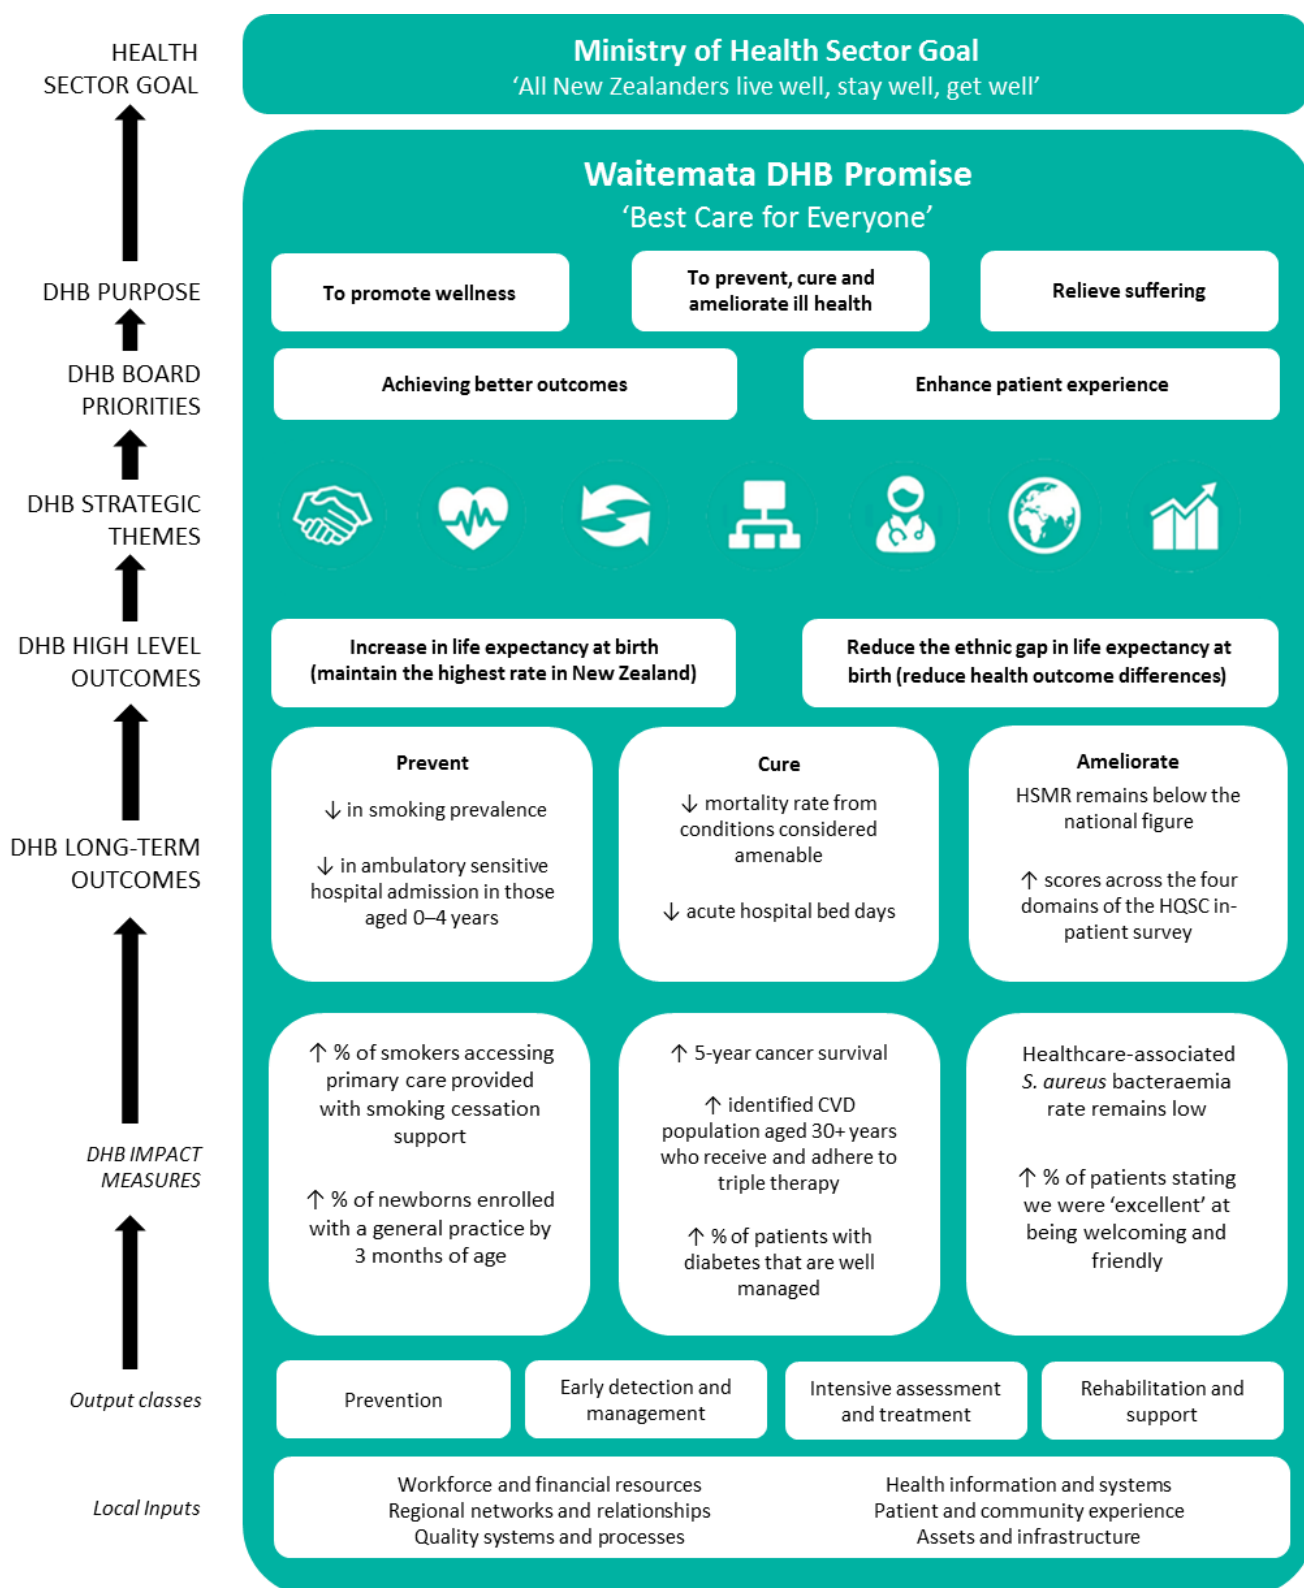 HEALTH
SECTOR GOAL
Ministry of Health Sector Goal
‘All New Zealanders live well, stay well, get well’
Waitemata DHB Promise
‘Best Care for Everyone’
DHB PURPOSE
To promote wellness
To prevent, cure and
ameliorate ill health
Relieve suffering
DHB BOARD
PRIORITIES
Achieving better outcomes
Enhance patient experience
DHB STRATEGIC
THEMES
DHB HIGH LEVEL
OUTCOMES
Increase in life expectancy at birth
(maintain the highest rate in New Zealand)
Reduce the ethnic gap in life expectancy at
birth (reduce health outcome differences)
DHB LONG-TERM
OUTCOMES
Prevent
↓ in smoking prevalence
↓ in ambulatory sensitive
hospital admission in those
aged 0–4 years
Cure
↓ mortality rate from
conditions considered
amenable
↓ acute hospital bed days
Ameliorate
HSMR remains below the
national figure
↑ scores across the four
domains of the HQSC in-
patient survey
DHB IMPACT
MEASURES
↑ % of smokers accessing
primary care provided
with smoking cessation
support
↑ % of newborns enrolled
with a general practice by
3 months of age
↑ 5-year cancer survival
↑ identified CVD
population aged 30+ years
who receive and adhere to
triple therapy
↑ % of patients with
diabetes that are well
managed
Healthcare-associated
S. aureus bacteraemia
rate remains low
↑ % of patients stating
we were ‘excellent’ at
being welcoming and
friendly
Output classes
Prevention
Early detection and
management
Intensive assessment
and treatment
Rehabilitation and
support
Local Inputs
Workforce and financial resources
Regional networks and relationships
Quality systems and processes
Health information and systems
Patient and community experience
Assets and infrastructure